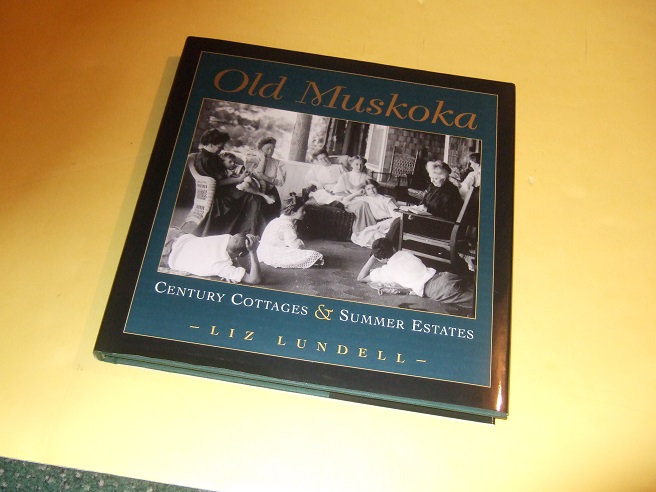 Old Muskoka
CENTURY COTTAGES & SUMMER ESTATES
– LIZ LUNDELL –